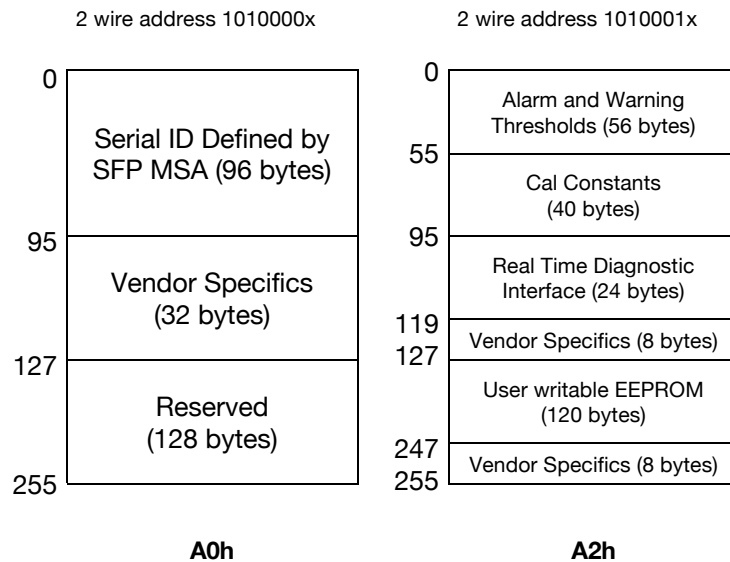 2 wire address 1010000x
0
Serial ID Defined by
SFP MSA (96 bytes)
95
Vendor Specifics
(32 bytes)
127
Reserved
(128 bytes)
255
A0h
2 wire address 1010001x
0
Alarm and Warning
Thresholds (56 bytes)
55
Cal Constants
(40 bytes)
95
Real Time Diagnostic
Interface (24 bytes)
119
Vendor Specifics (8 bytes)
127
User writable EEPROM
(120 bytes)
247
Vendor Specifics (8 bytes)
255
A2h